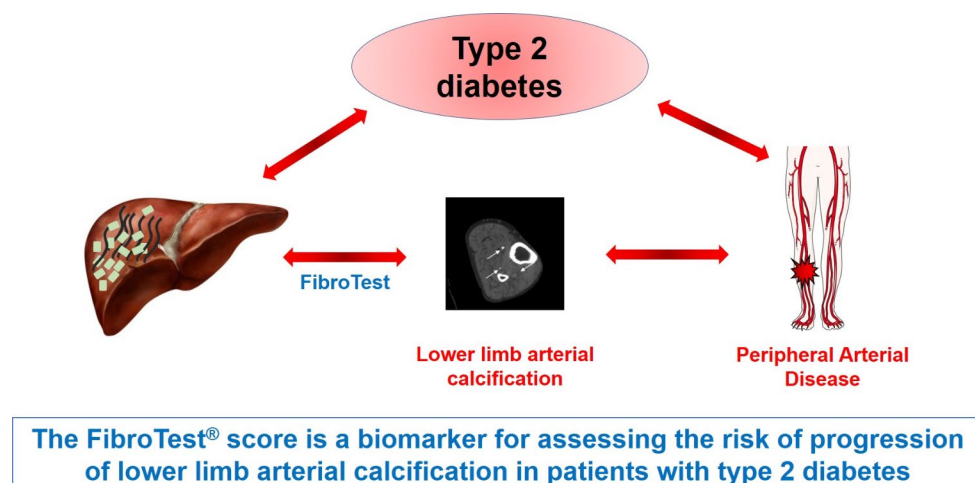 Type 2
diabetes
FibroTest
Lower limb arterial
calcification
Peripheral Arterial
Disease
The FibroTest® score is a biomarker for assessing the risk of progression
of lower limb arterial calcification in patients with type 2 diabetes